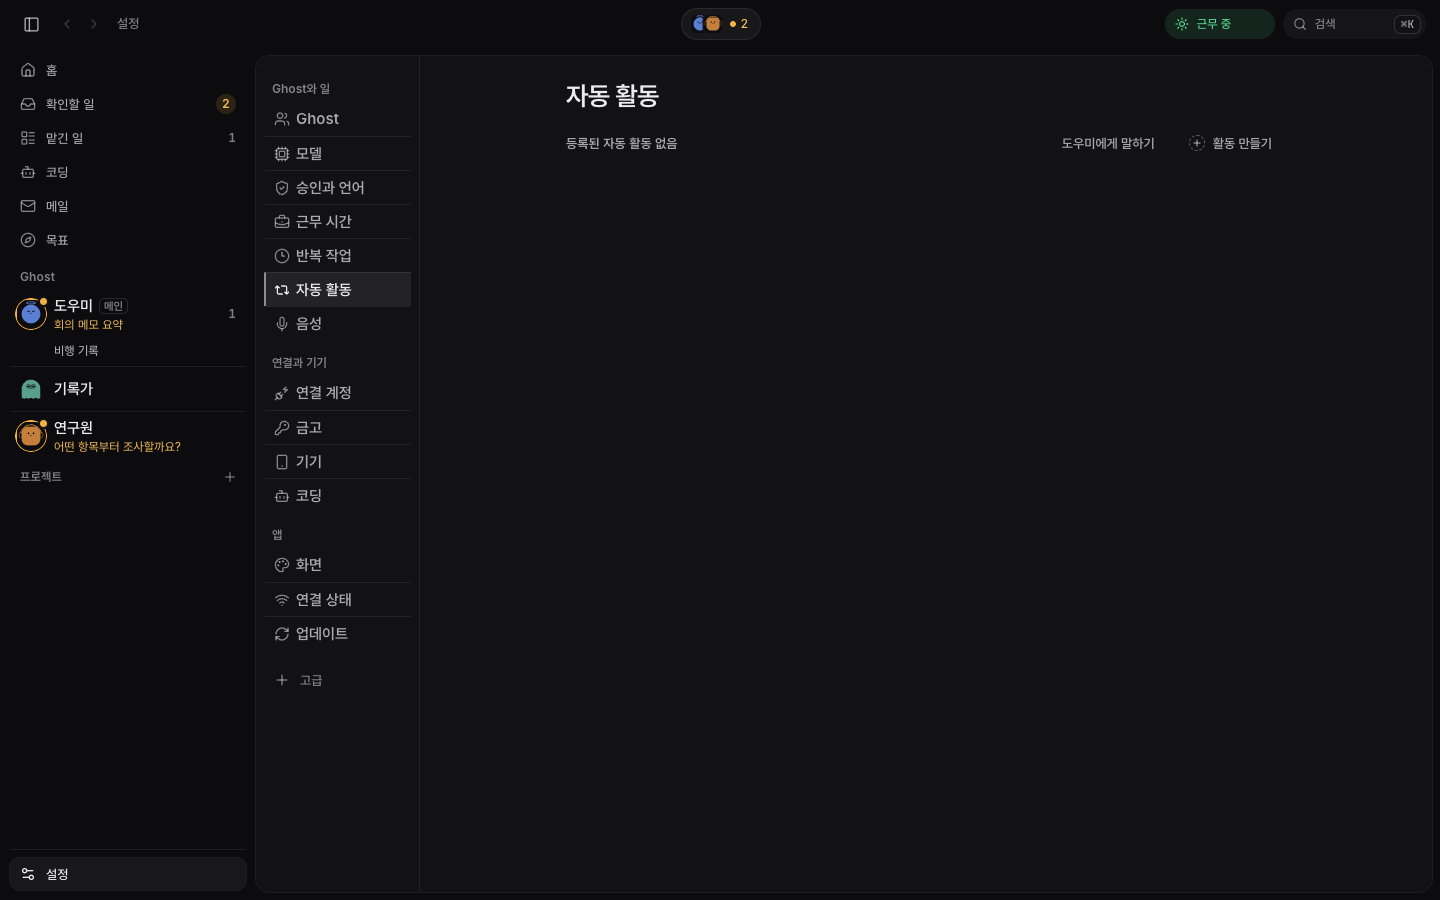 설정
2
근무 중
검색
⌘K
홈
확인할 일
2
맡긴 일
1
코딩
메일
목표
Ghost
도우미
메인
회의 메모 요약
1
비행 기록
기록가
연구원
어떤 항목부터 조사할까요?
프로젝트
설정
Ghost와 일
Ghost
모델
승인과 언어
근무 시간
반복 작업
자동 활동
음성
연결과 기기
연결 계정
금고
기기
코딩
앱
화면
연결 상태
업데이트
고급
자동 활동
등록된 자동 활동 없음
도우미에게 말하기
활동 만들기